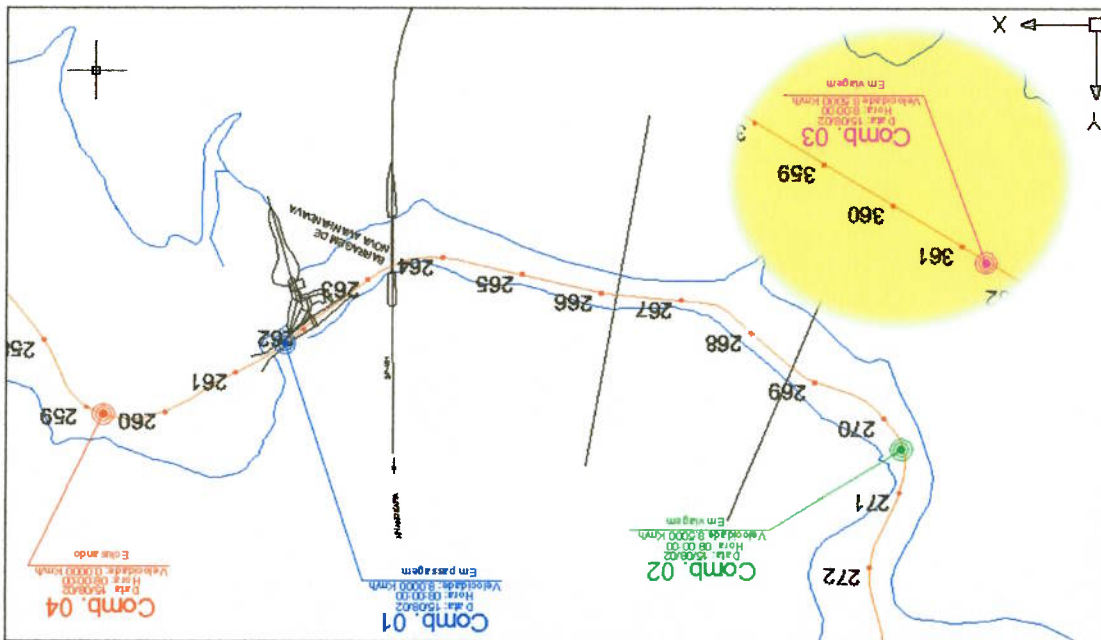 Comb. 02
Data: 15/08/02
Hora 08 00 00
Velocidade 8.5000 Km/h
Em viagem
Comb. 01
Data: 15/08/02
Hora: 08:00:00
Velocidade: 8.0000 Km/h
Em passagem
Comb. 04
Data 15/08/02
Hora: 08:00:00
Velocidade: 0.0000 Km/h
Eclusando
272
271
270
269
268
267
266
265
264
263
262
261
260
259
BARRAGEM DE
NOVA AVANHANDAVA
361
360
359
Comb. 03
Data: 15/08/02
Hora: 8:00:00
Velocidade 8.5000 Km/h
Em viagem
Y
X